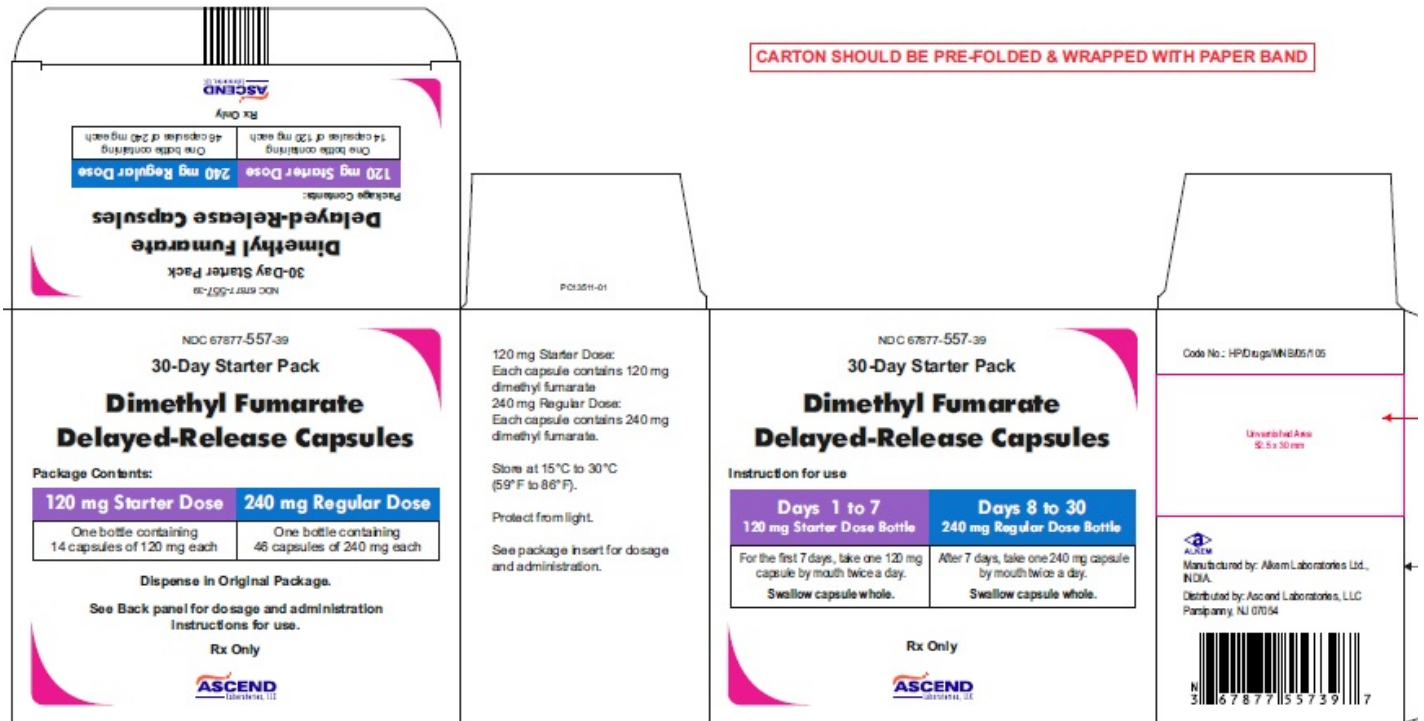 CARTON SHOULD BE PRE-FOLDED & WRAPPED WITH PAPER BAND
NDC 67877-557-39
30-Day Starter Pack
Dimethyl Fumarate
Delayed-Release Capsules
Package Contents:
120 mg Starter Dose
240 mg Regular Dose
One bottle containing
14 capsules of 120 mg each
One bottle containing
46 capsules of 240 mg each
Rx Only
ASCEND
Laboratories, LLC
PC13511-01
NDC 67877-557-39
30-Day Starter Pack
Dimethyl Fumarate
Delayed-Release Capsules
Package Contents:
120 mg Starter Dose
240 mg Regular Dose
One bottle containing
14 capsules of 120 mg each
One bottle containing
46 capsules of 240 mg each
Dispense in Original Package.
See Back panel for dosage and administration
Instructions for use.
Rx Only
ASCEND
Laboratories, LLC
120 mg Starter Dose:
Each capsule contains 120 mg
dimethyl fumarate
240 mg Regular Dose:
Each capsule contains 240 mg
dimethyl fumarate.
Store at 15°C to 30°C
(59°F to 86°F).
Protect from light.
See package insert for dosage
and administration.
NDC 67877-557-39
30-Day Starter Pack
Dimethyl Fumarate
Delayed-Release Capsules
Instruction for use
Days 1 to 7
120 mg Starter Dose Bottle
Days 8 to 30
240 mg Regular Dose Bottle
For the first 7 days, take one 120 mg
capsule by mouth twice a day.
Swallow capsule whole.
After 7 days, take one 240 mg capsule
by mouth twice a day.
Swallow capsule whole.
Rx Only
ASCEND
Laboratories, LLC
Code No.: HP/Drugs/MNB/05/105
Unvarnished Area
52.5 x 30 mm
a
ALKEM
Manufactured by: Alkem Laboratories Ltd.,
INDIA.
Distributed by: Ascend Laboratories, LLC
Parsippany, NJ 07054
N
3 67877 55739 7